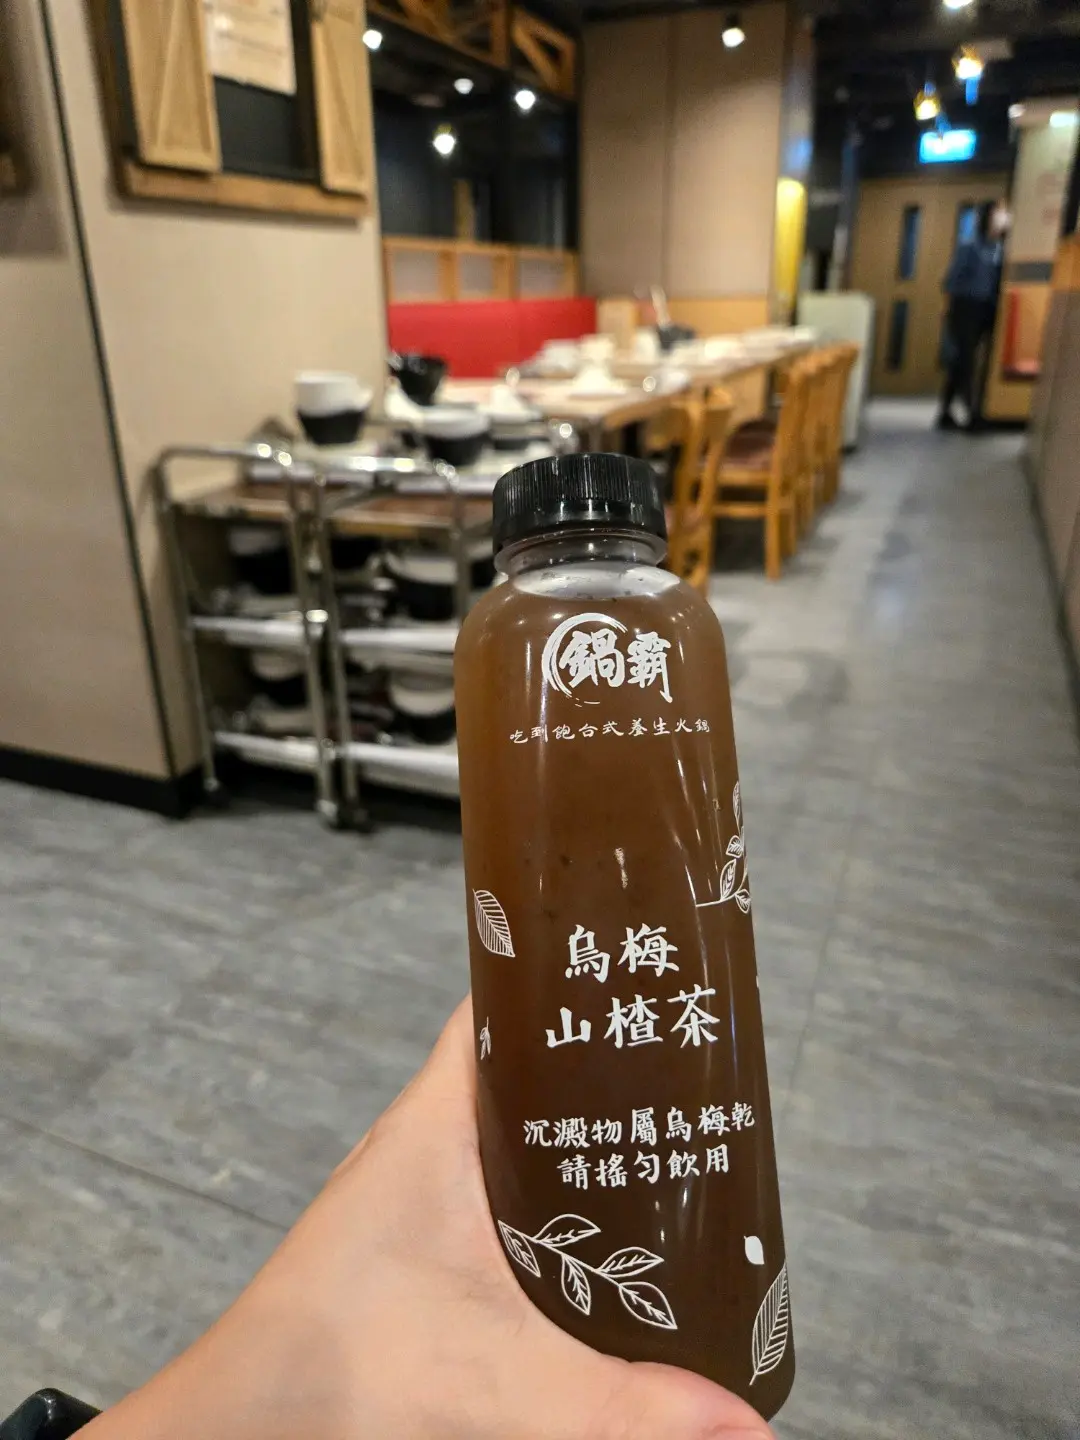 鍋霸
吃到飽台式養生火鍋
烏梅
山楂茶
沉澱物屬烏梅乾
請搖勻飲用